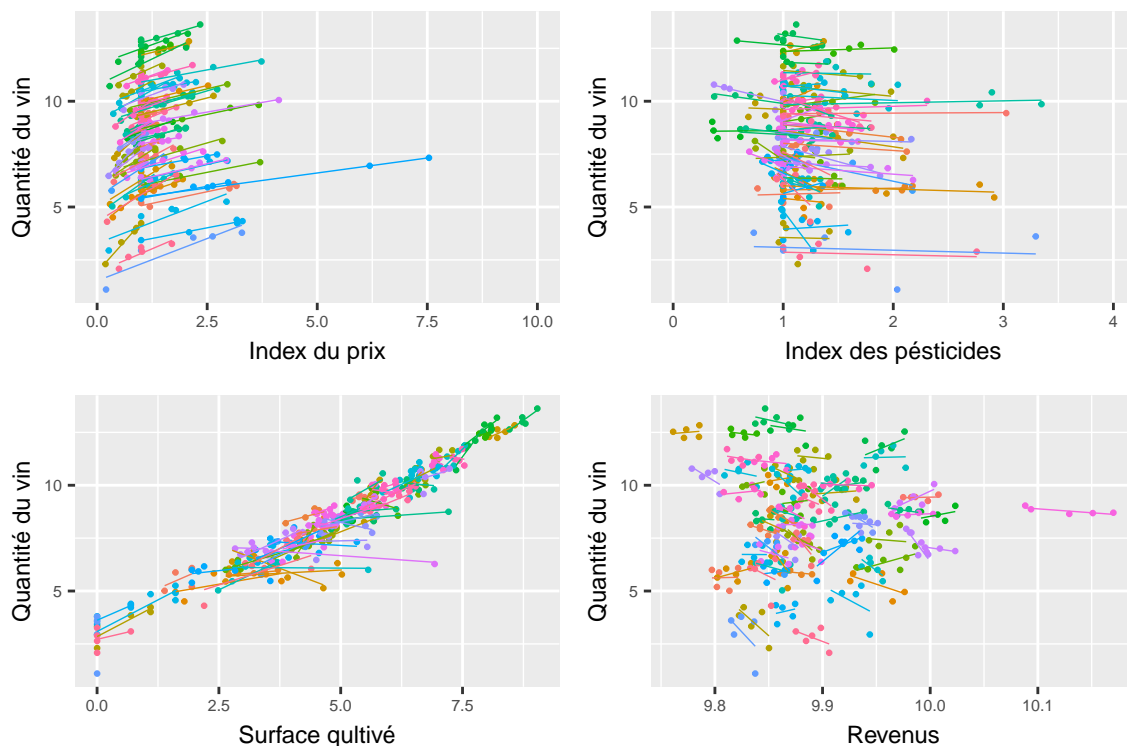 Quantité du vin
10
5
0.0 2.5 5.0 7.5 10.0
Index du prix
Quantité du vin
10
5
0 1 2 3 4
Index des pésticides
Quantité du vin
10
5
0.0 2.5 5.0 7.5
Surface qultivé
Quantité du vin
10
5
9.8 9.9 10.0 10.1
Revenus